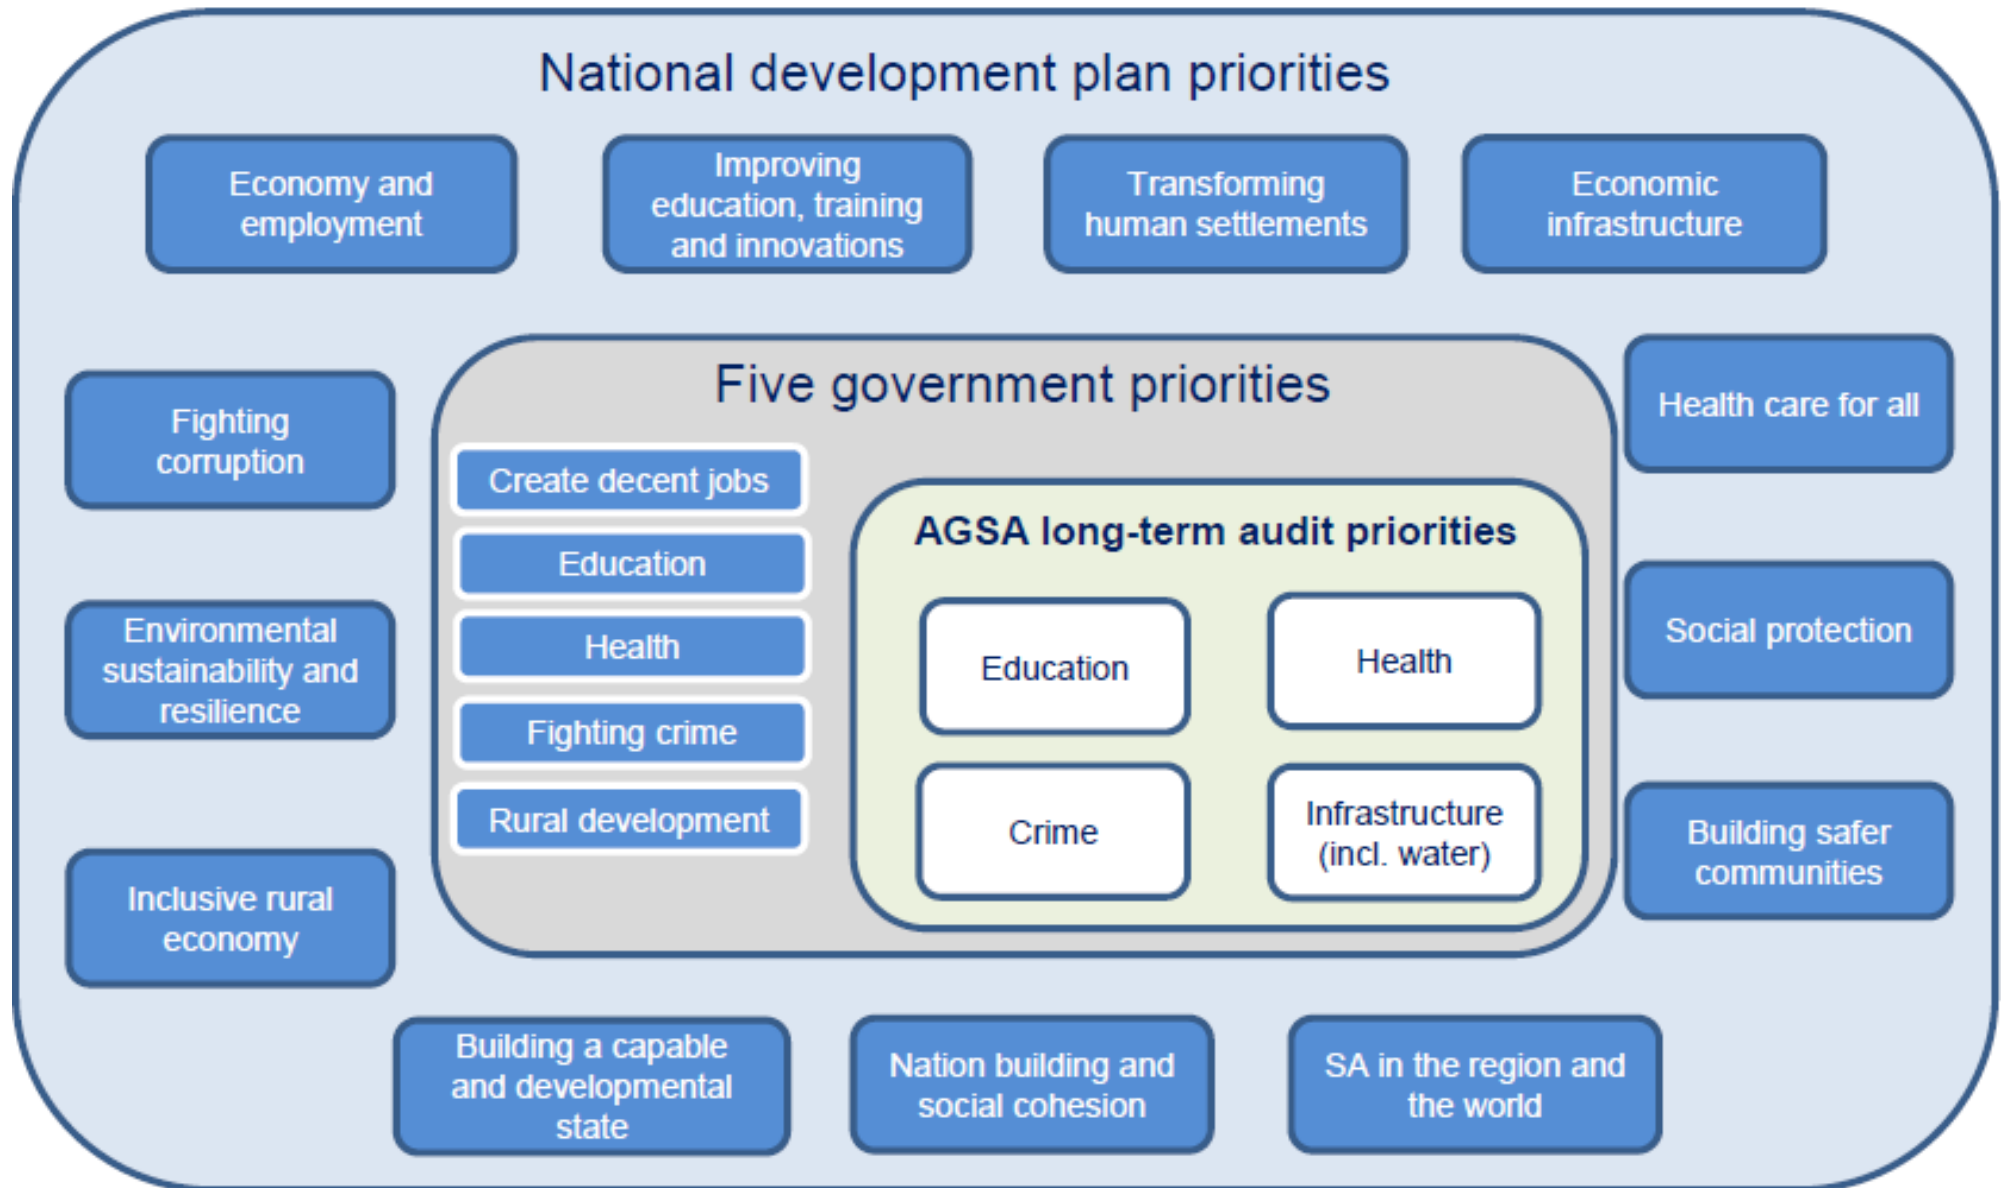 National development plan priorities
Economy and
employment
Improving
education, training
and innovations
Transforming
human settlements
Economic
infrastructure
Fighting
corruption
Environmental
sustainability and
resilience
Inclusive rural
economy
Five government priorities
Create decent jobs
Education
Health
Fighting crime
Rural development
AGSA long-term audit priorities
Education
Health
Crime
Infrastructure
(incl. water)
Health care for all
Social protection
Building safer
communities
Building a capable
and developmental
state
Nation building and
social cohesion
SA in the region and
the world